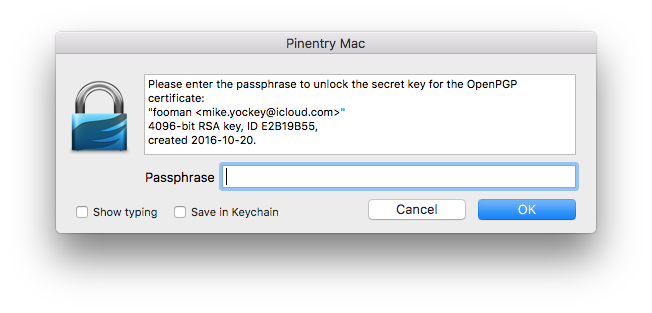 Pinentry Mac
Please enter the passphrase to unlock the secret key for the OpenPGP
certificate:
"fooman <mike.yockey@icloud.com>"
4096-bit RSA key, ID E2B19B55,
created 2016-10-20.
Passphrase
Show typing
Save in Keychain
Cancel
OK